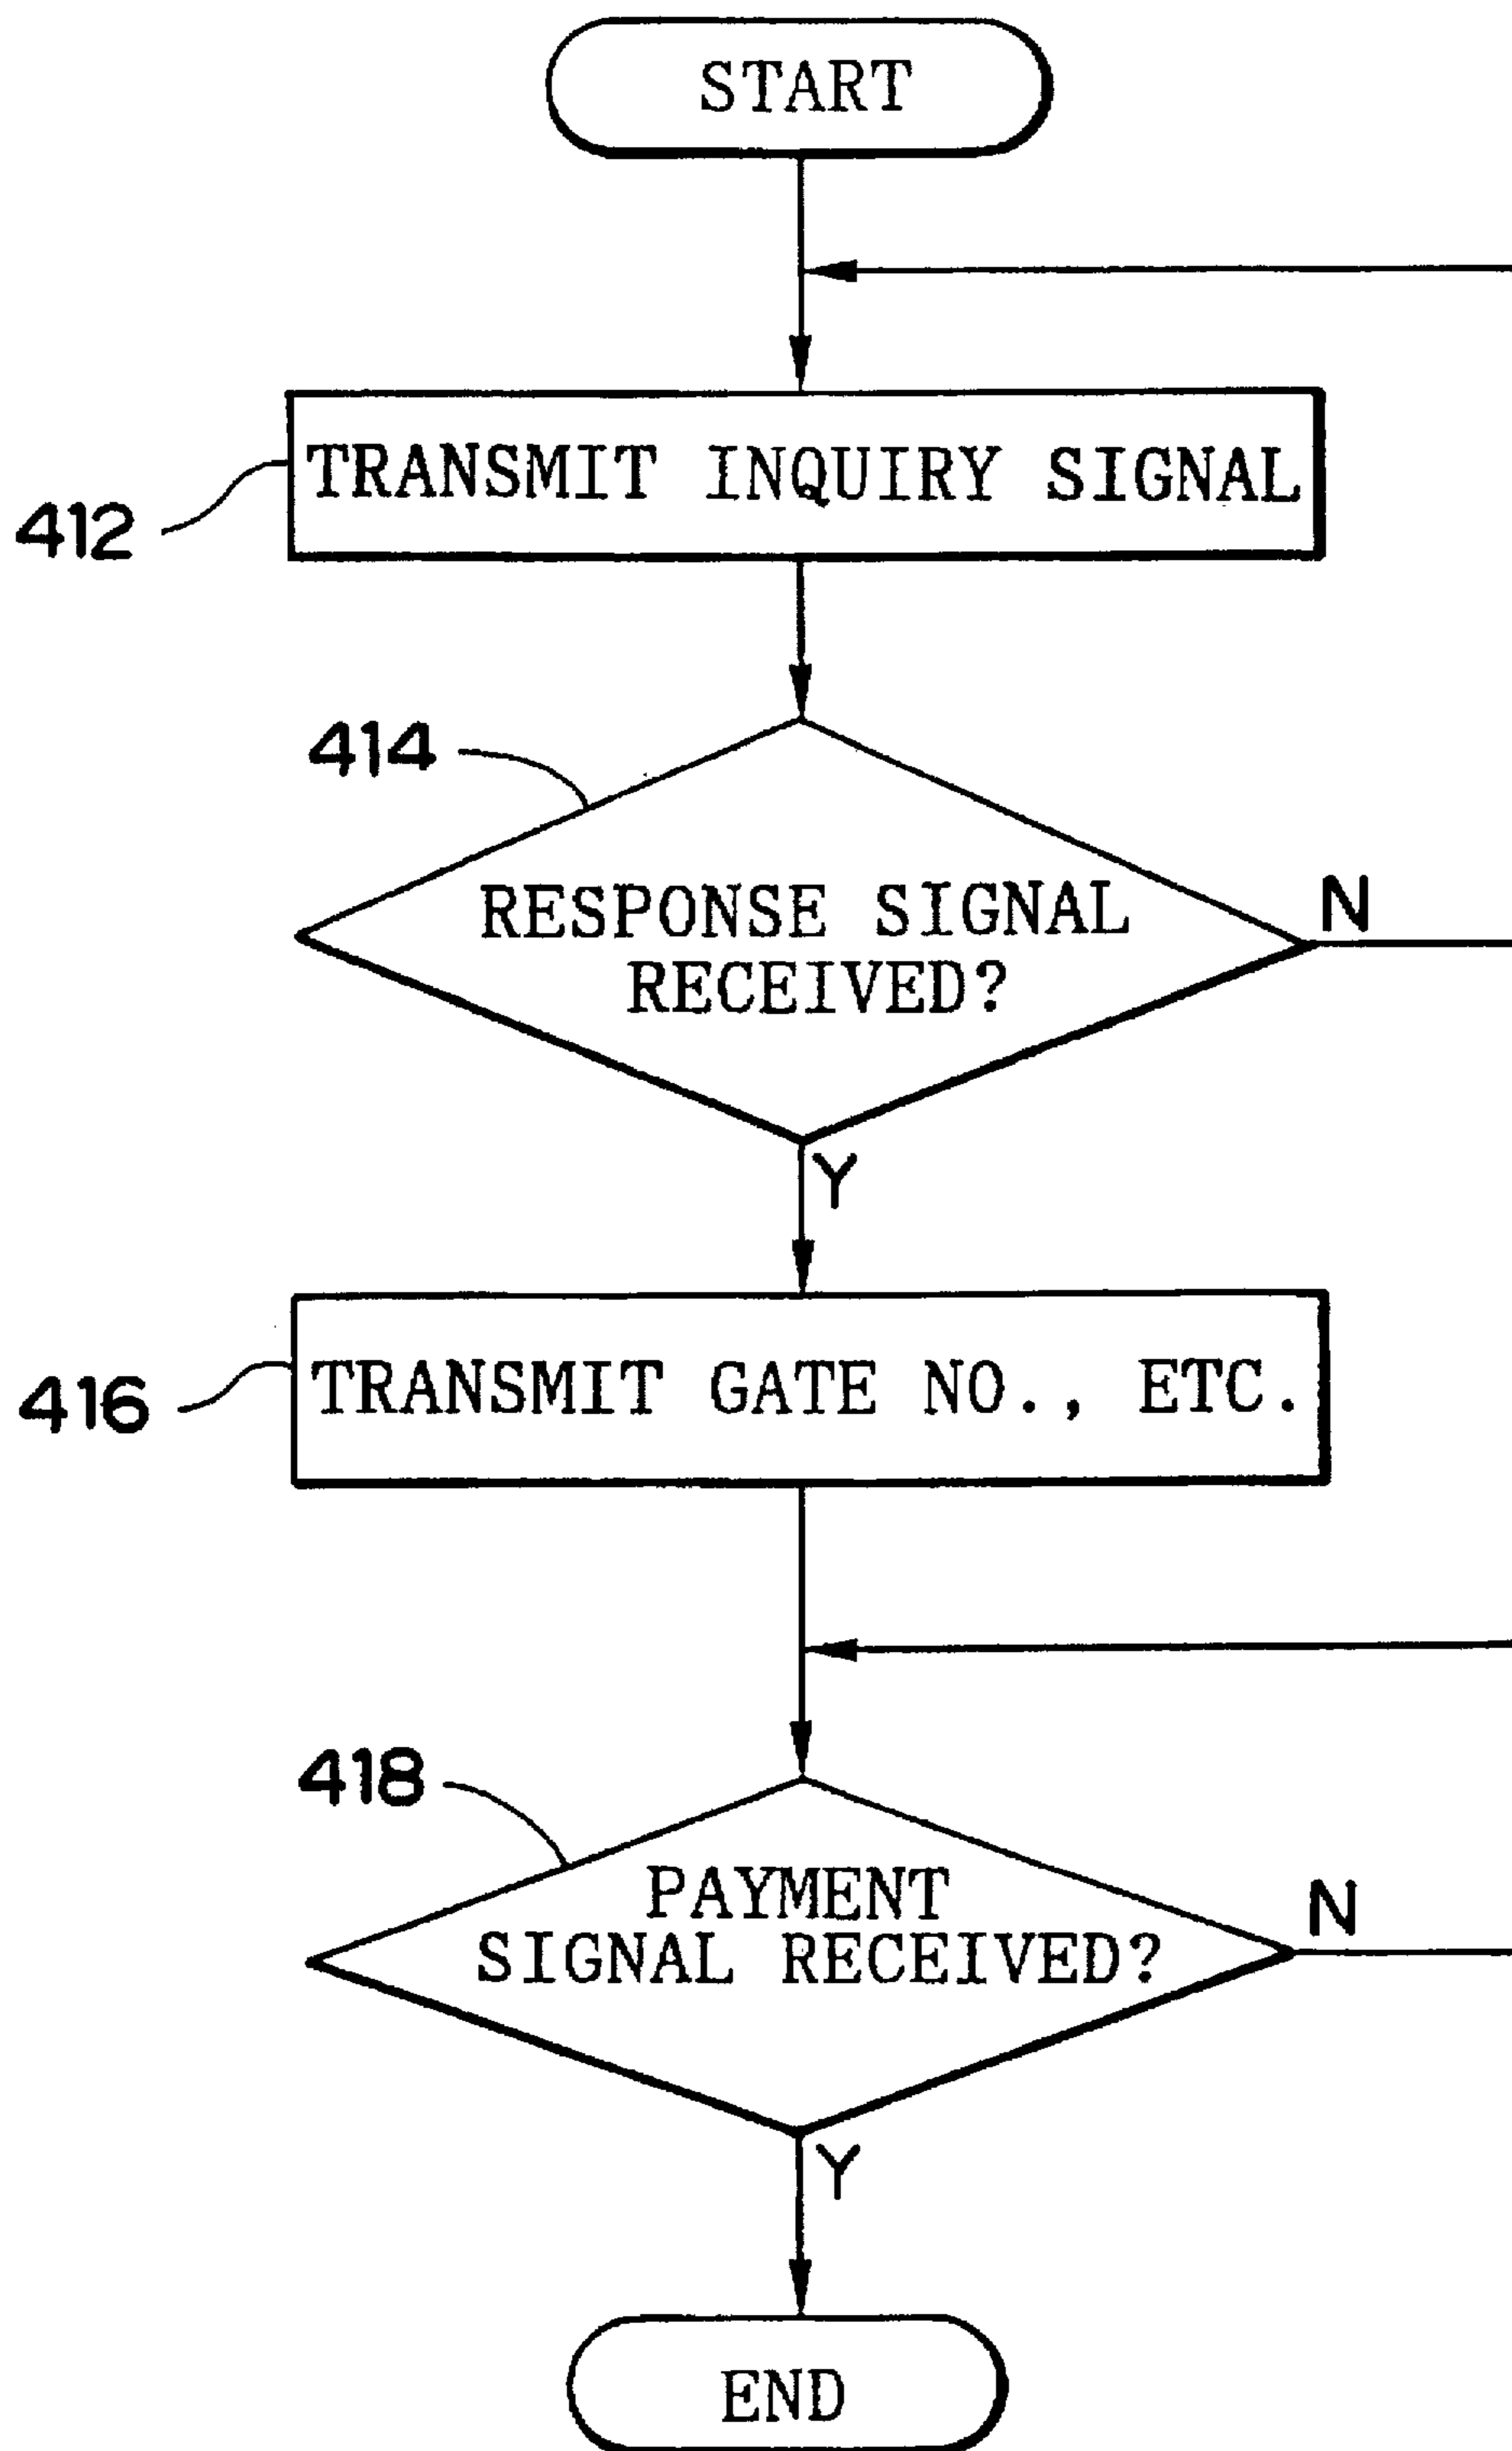 START
TRANSMIT INQUIRY SIGNAL
412
414
RESPONSE SIGNAL
RECEIVED?
N
Y
TRANSMIT GATE NO., ETC.
416
418
PAYMENT
SIGNAL RECEIVED?
N
Y
END